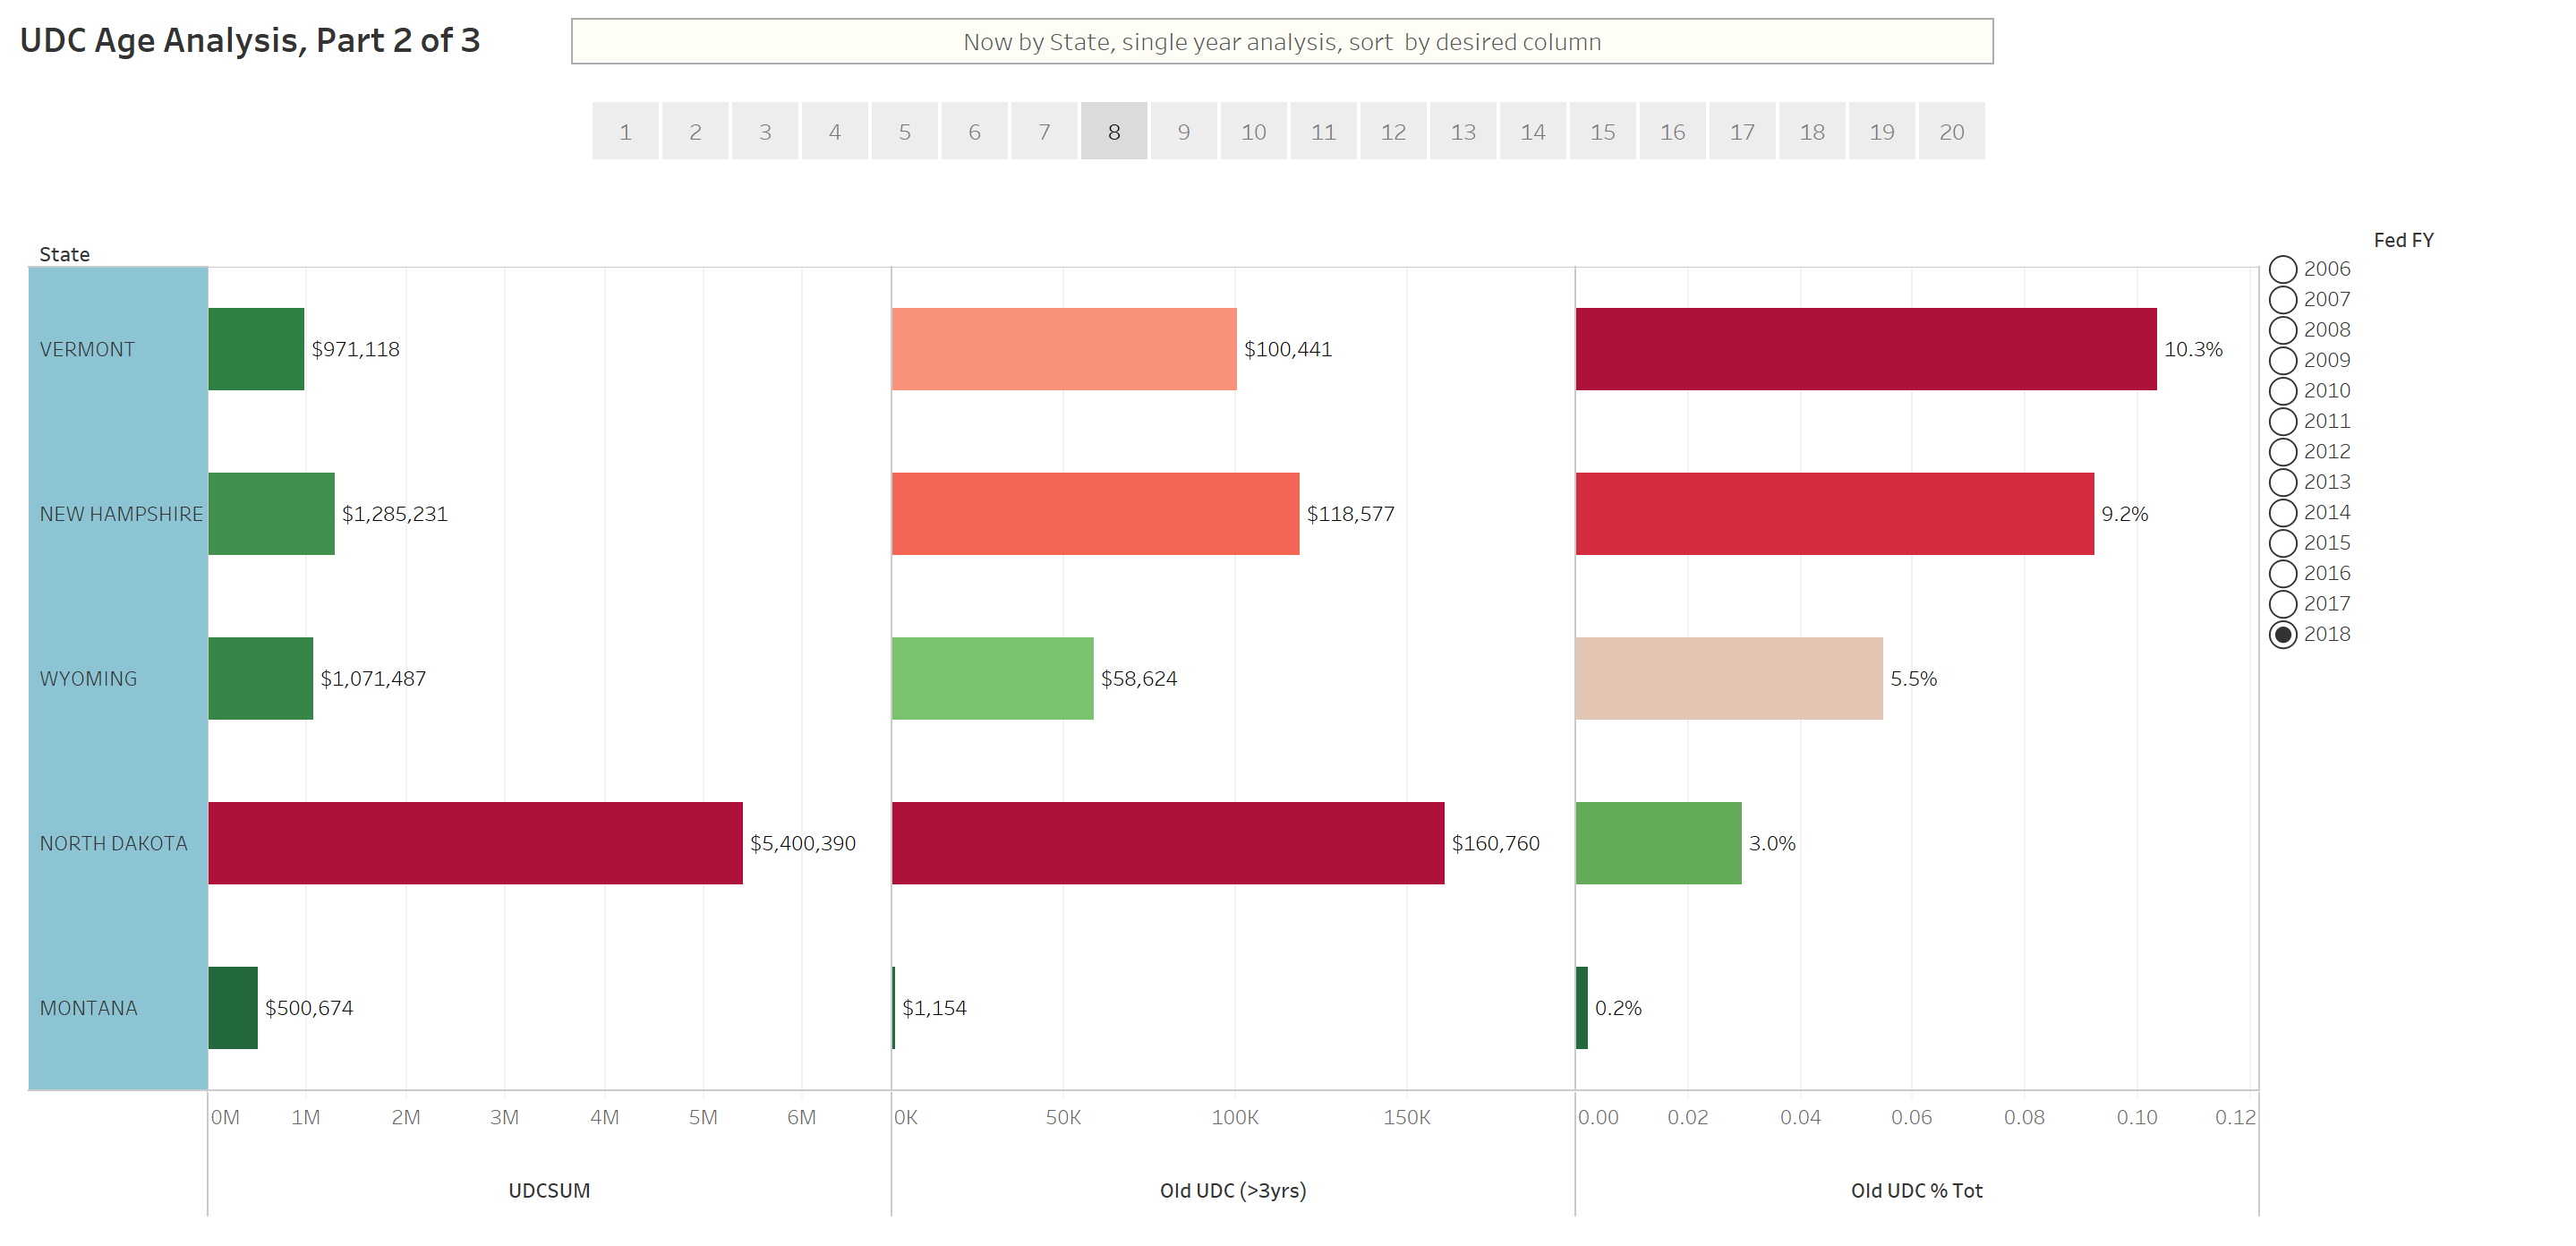 UDC Age Analysis, Part 2 of 3
Now by State, single year analysis, sort by desired column
1 2 3 4 5 6 7 8 9 10 11 12 13 14 15 16 17 18 19 20
Fed FY
State
2006
2007
2008
2009
2010
2011
2012
2013
2014
2015
2016
2017
2018
VERMONT $971,118 $100,441 10.3%
NEW HAMPSHIRE $1,285,231 $118,577 9.2%
WYOMING $1,071,487 $58,624 5.5%
NORTH DAKOTA $5,400,390 $160,760 3.0%
MONTANA $500,674 $1,154 0.2%
0M 1M 2M 3M 4M 5M 6M 0K 50K 100K 150K 0.00 0.02 0.04 0.06 0.08 0.10 0.12
UDCSUM Old UDC (>3yrs) Old UDC % Tot